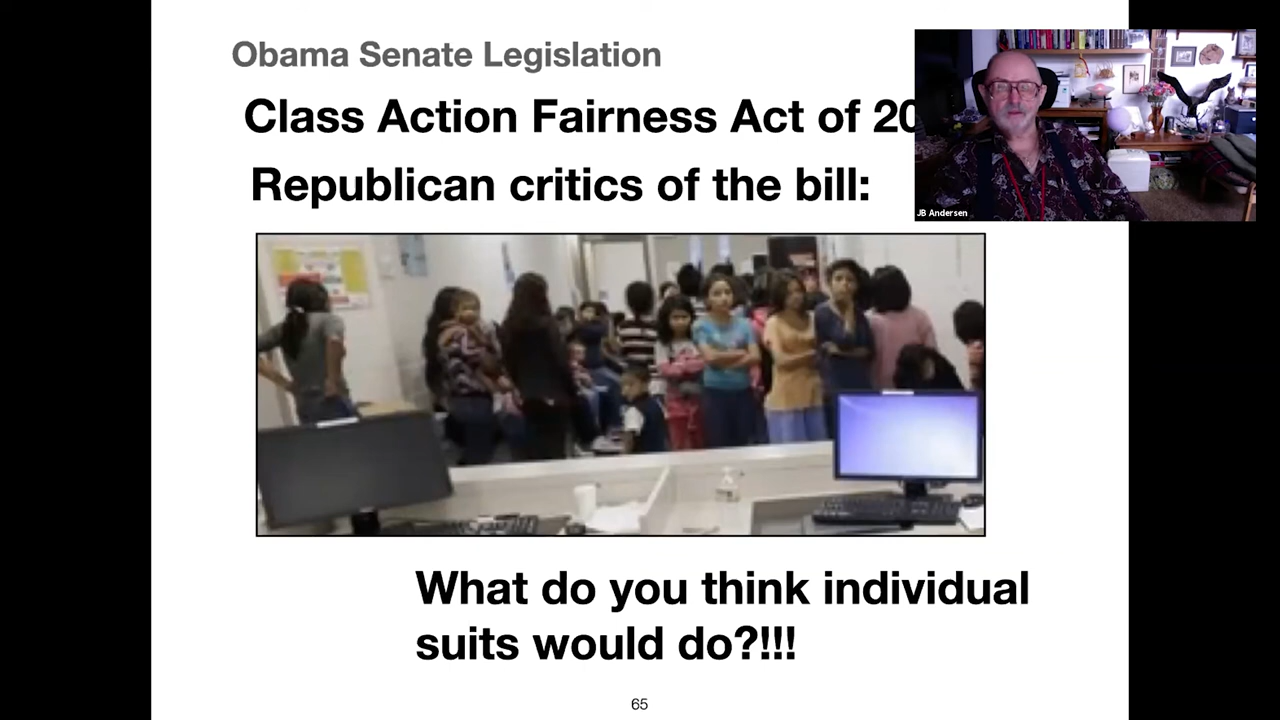 Obama Senate Legislation
Class Action Fairness Act of 20
Republican critics of the bill:
JB Andersen
What do you think individual
suits would do?!!!
65